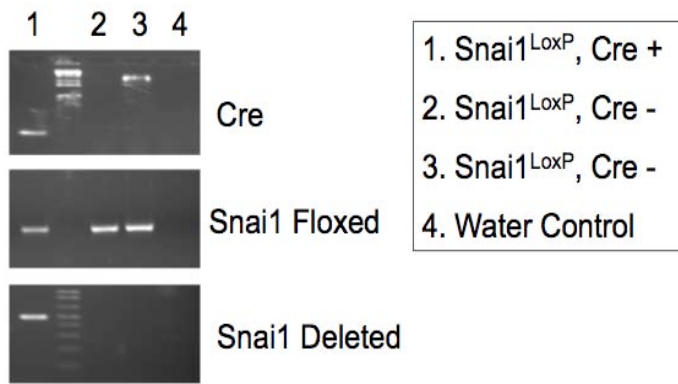 1 2 3 4
Cre
Snai1 Floxed
Snai1 Deleted
1. Snai1LoxP, Cre +
2. Snai1LoxP, Cre -
3. Snai1LoxP, Cre -
4. Water Control